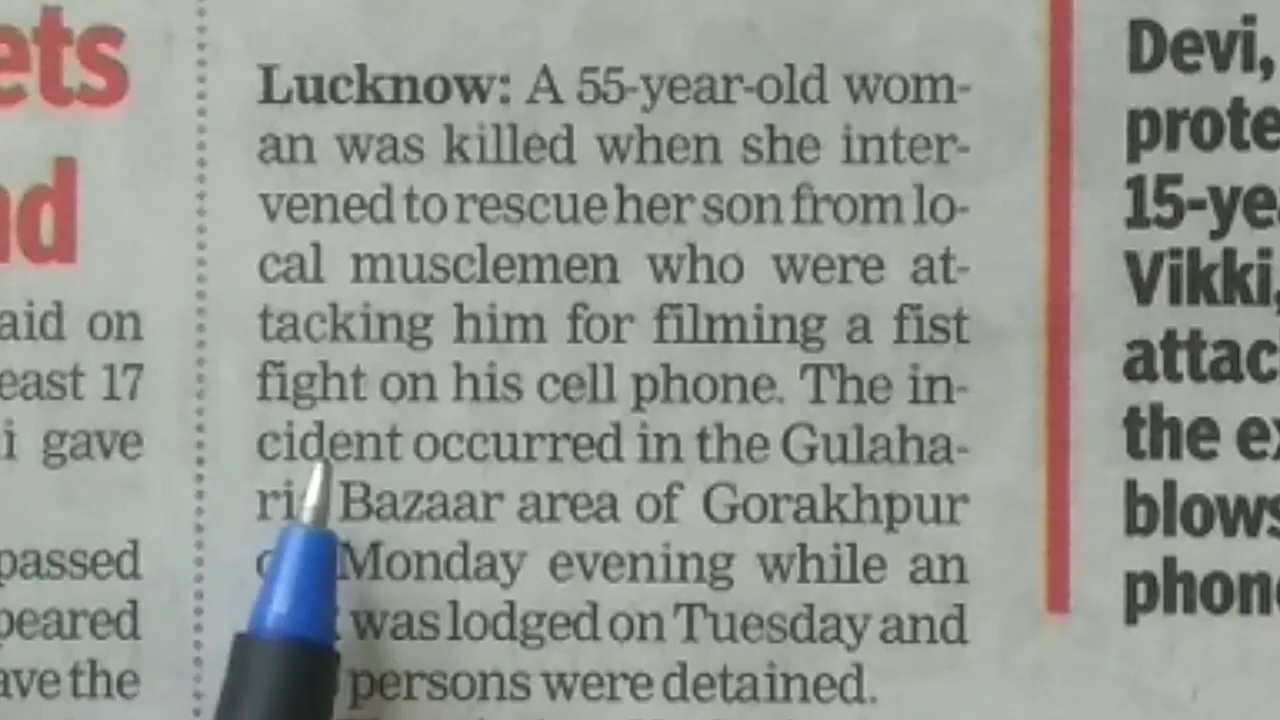 ets
nd
aid on
east 17
i gave
passed
peared
ave the
Lucknow: A 55-year-old wom-
an was killed when she inter-
vened to rescue her son from lo-
cal musclemen who were at-
tacking him for filming a fist
fight on his cell phone. The in-
cident occurred in the Gulaha-
ri Bazaar area of Gorakhpur
Monday evening while an
was lodged on Tuesday and
persons were detained.
Devi,
prote
15-ye
Vikki,
attac
the ex
blows
phone